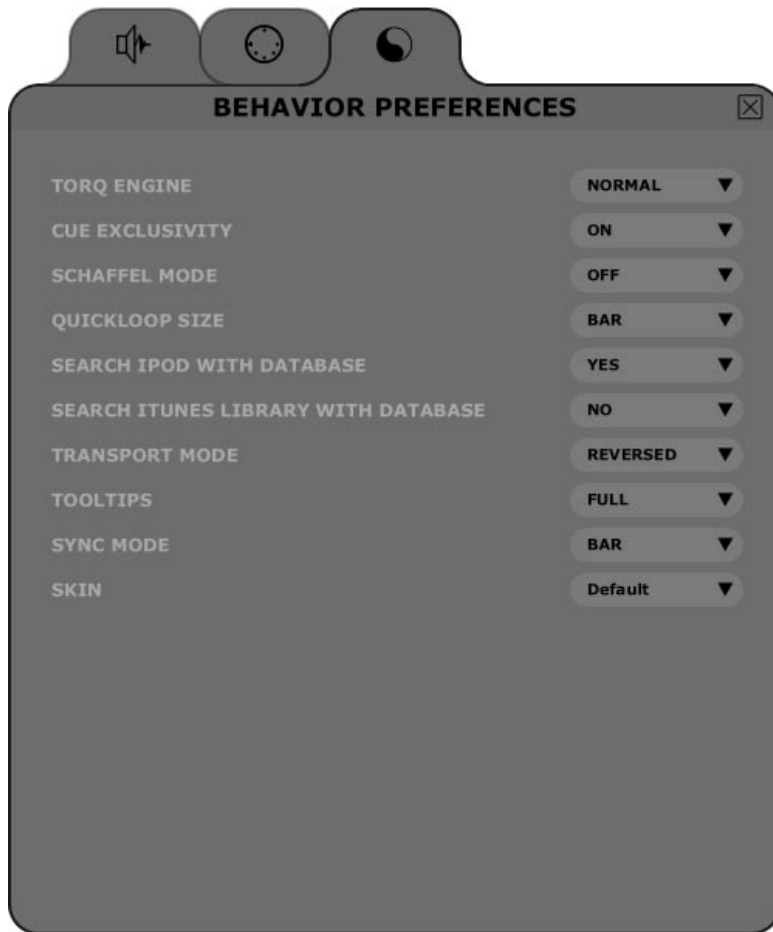 BEHAVIOR PREFERENCES
TORQ ENGINE NORMAL
CUE EXCLUSIVITY ON
SCHAFFEL MODE OFF
QUICKLOOP SIZE BAR
SEARCH IPOD WITH DATABASE YES
SEARCH ITUNES LIBRARY WITH DATABASE NO
TRANSPORT MODE REVERSED
TOOLTIPS FULL
SYNC MODE BAR
SKIN Default